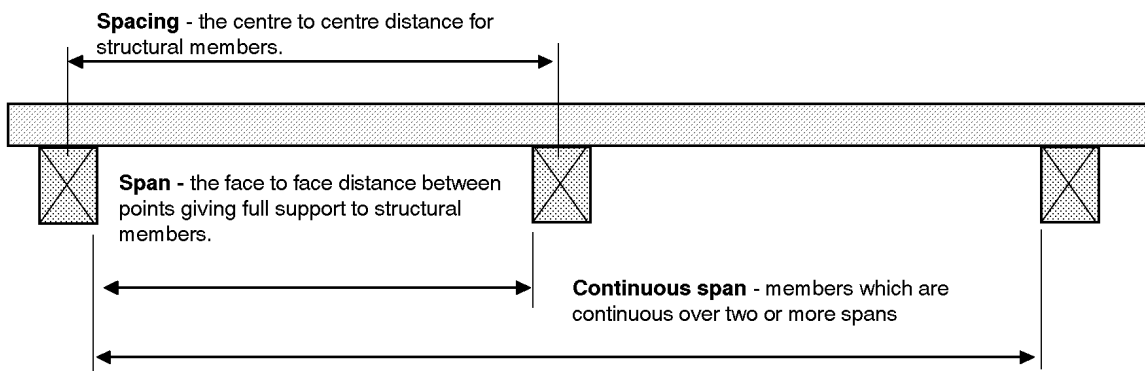 Spacing - the centre to centre distance for
structural members.
Span - the face to face distance between
points giving full support to structural
members.
Continuous span - members which are
continuous over two or more spans